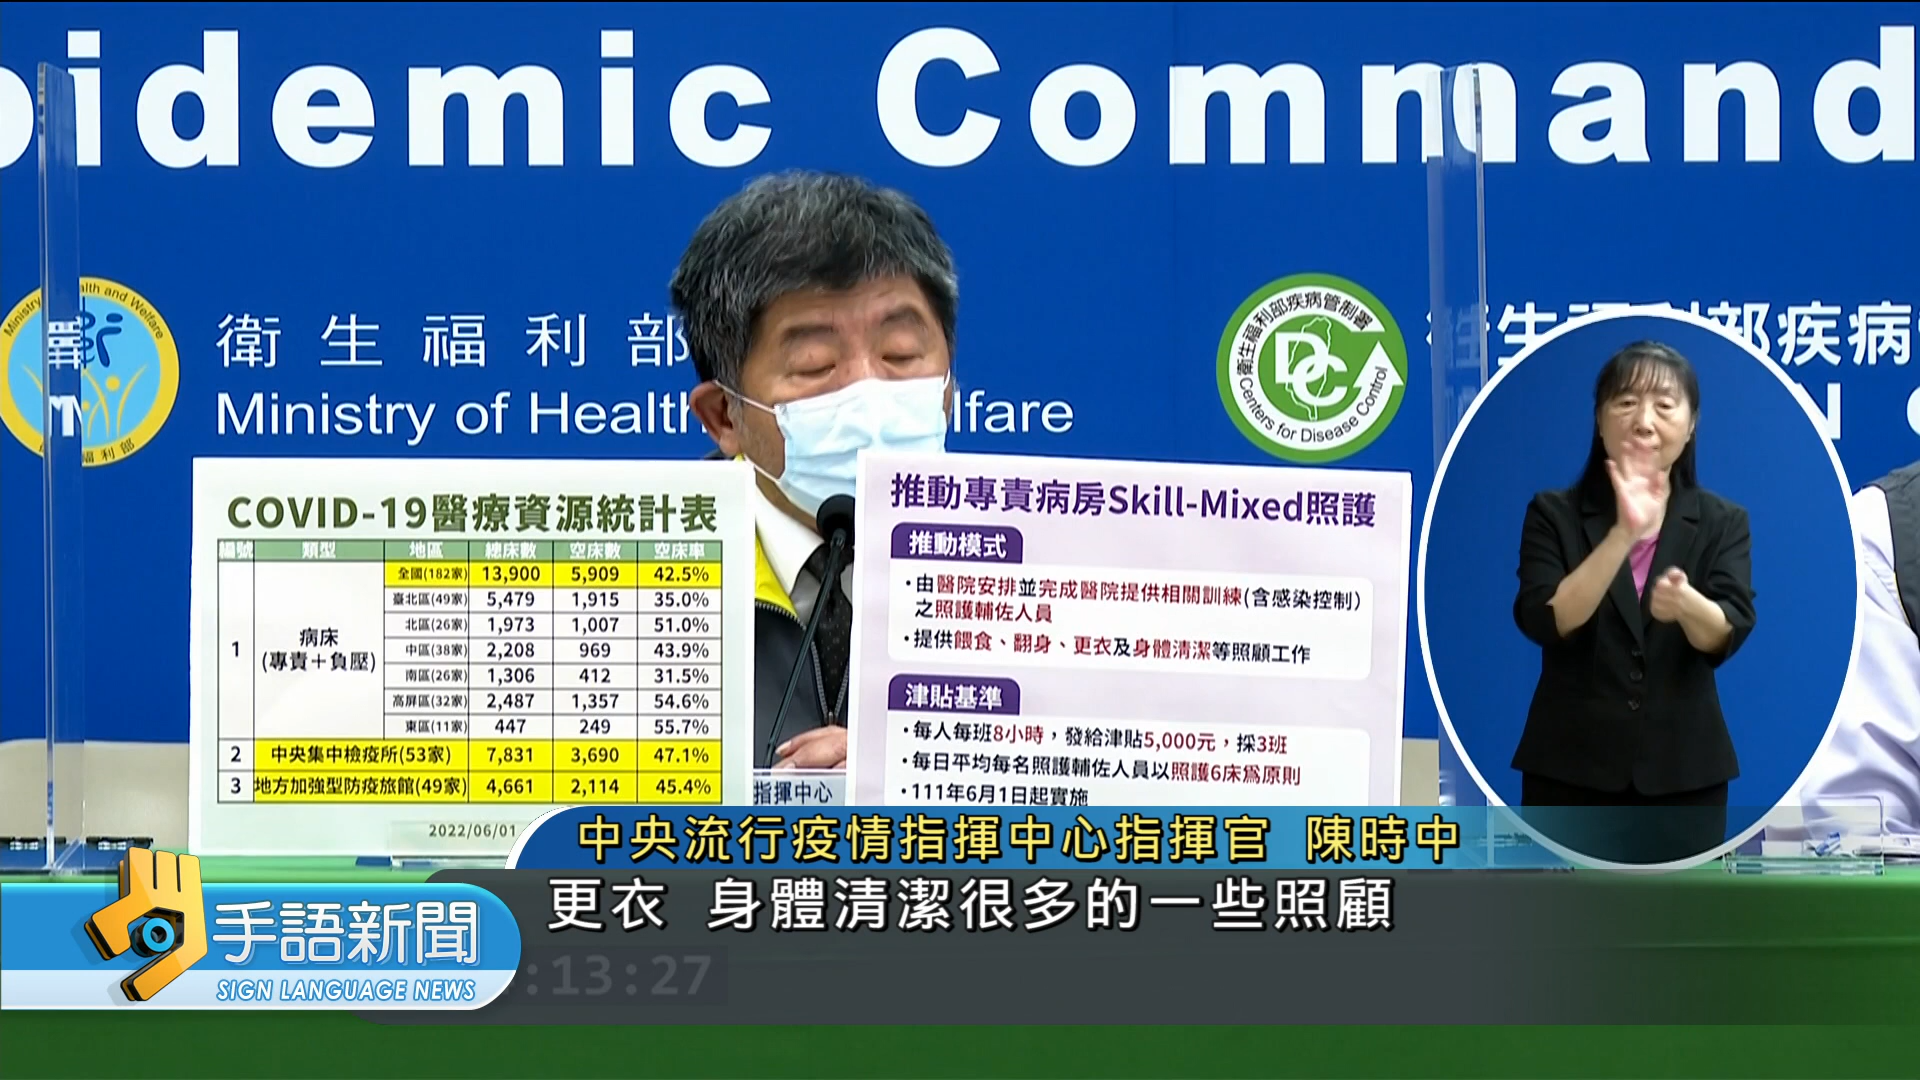 pidemic Command
Ministry alth and Welfare
福利部
衛生福利部
Ministry of Health lfare
衛生福利部疾病管制署
CDC
Centers for Disease Control
衛生福利部疾病
COVID-19醫療資源統計表
編號 類型 地區 總床數 空床數 空床率
1 病床(專責＋負壓) 全國(182家) 13,900 5,909 42.5%
臺北區(49家) 5,479 1,915 35.0%
北區(26家) 1,973 1,007 51.0%
中區(38家) 2,208 969 43.9%
南區(26家) 1,306 412 31.5%
高屏區(32家) 2,487 1,357 54.6%
東區(11家) 447 249 55.7%
2 中央集中檢疫所(53家) 7,831 3,690 47.1%
3 地方加強型防疫旅館(49家) 4,661 2,114 45.4%
2022/06/01
推動專責病房Skill-Mixed照護
推動模式
•由醫院安排並完成醫院提供相關訓練(含感染控制)
之照護輔佐人員
•提供餵食、翻身、更衣及身體清潔等照顧工作
津貼基準
•每人每班8小時，發給津貼5,000元，採3班
•每日平均每名照護輔佐人員以照護6床為原則
•111年6月1日起實施
指揮中心
中央流行疫情指揮中心指揮官 陳時中
更衣 身體清潔很多的一些照顧
手語新聞
SIGN LANGUAGE NEWS
:13:27